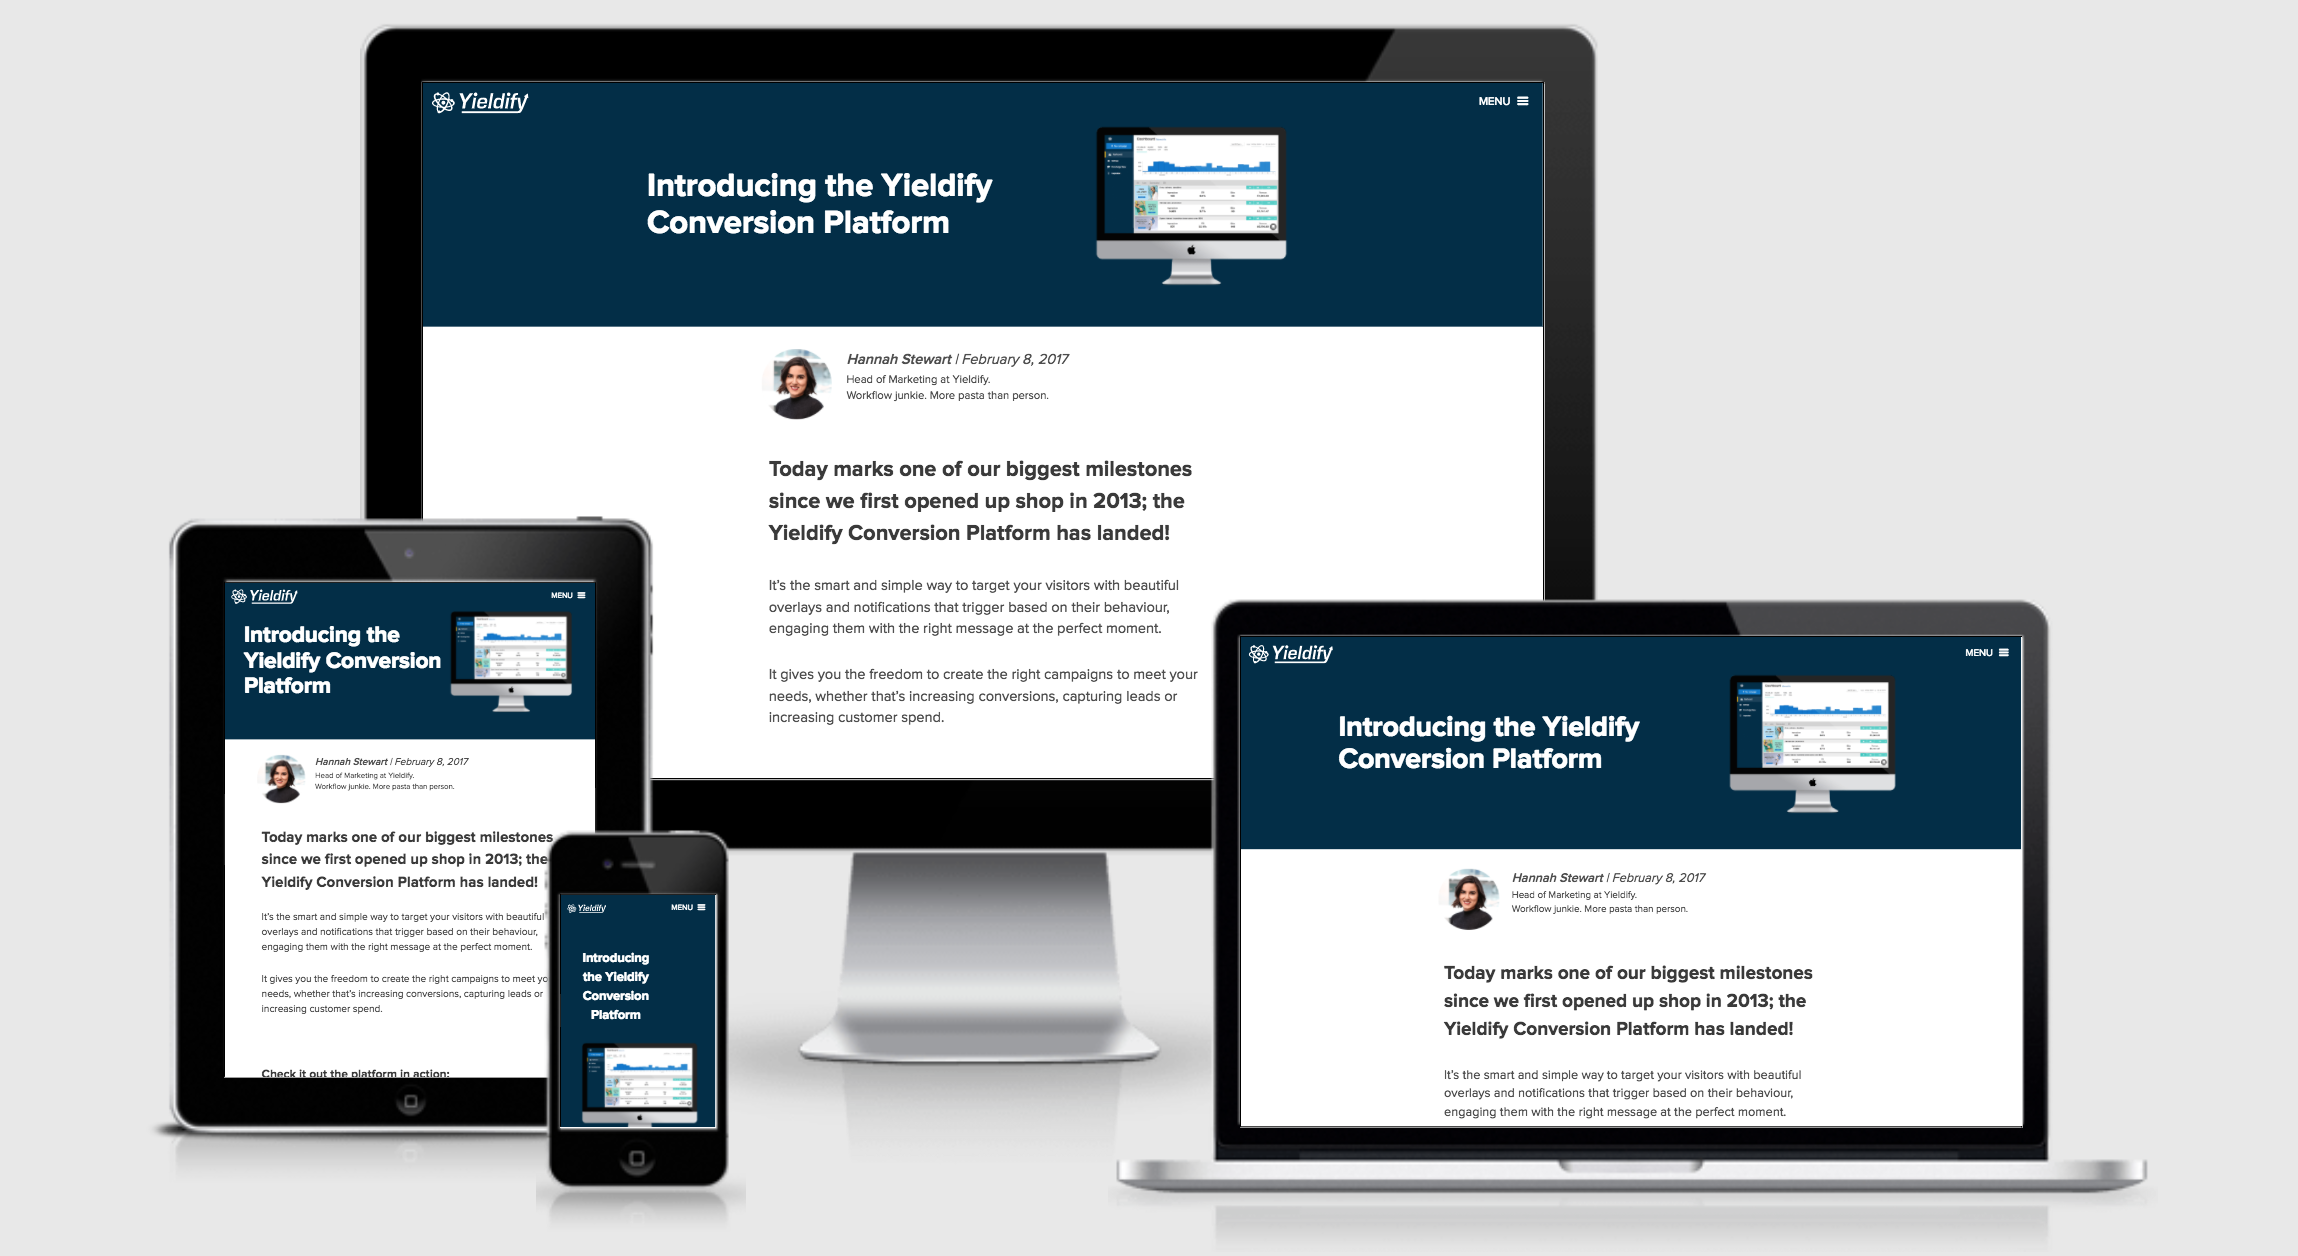 Yieldify
MENU
Introducing the Yieldify
Conversion Platform
Hannah Stewart | February 8, 2017
Head of Marketing at Yieldify.
Workflow junkie. More pasta than person.
Today marks one of our biggest milestones
since we first opened up shop in 2013; the
Yieldify Conversion Platform has landed!
It's the smart and simple way to target your visitors with beautiful
overlays and notifications that trigger based on their behaviour,
engaging them with the right message at the perfect moment.
It gives you the freedom to create the right campaigns to meet your
needs, whether that's increasing conversions, capturing leads or
increasing customer spend.
Yieldify
MENU
Introducing the
Yieldify Conversion
Platform
Hannah Stewart | February 8, 2017
Head of Marketing at Yieldify.
Workflow junkie. More pasta than person.
Today marks one of our biggest milestones
since we first opened up shop in 2013; the
Yieldify Conversion Platform has landed!
It's the smart and simple way to target your visitors with beautiful
overlays and notifications that trigger based on their behaviour,
engaging them with the right message at the perfect moment.
It gives you the freedom to create the right campaigns to meet yo
needs, whether that's increasing conversions, capturing leads or
increasing customer spend.
Check it out the platform in action:
Yieldify
MENU
Introducing
the Yieldify
Conversion
Platform
Yieldify
MENU
Introducing the Yieldify
Conversion Platform
Hannah Stewart | February 8, 2017
Head of Marketing at Yieldify.
Workflow junkie. More pasta than person.
Today marks one of our biggest milestones
since we first opened up shop in 2013; the
Yieldify Conversion Platform has landed!
It's the smart and simple way to target your visitors with beautiful
overlays and notifications that trigger based on their behaviour,
engaging them with the right message at the perfect moment.